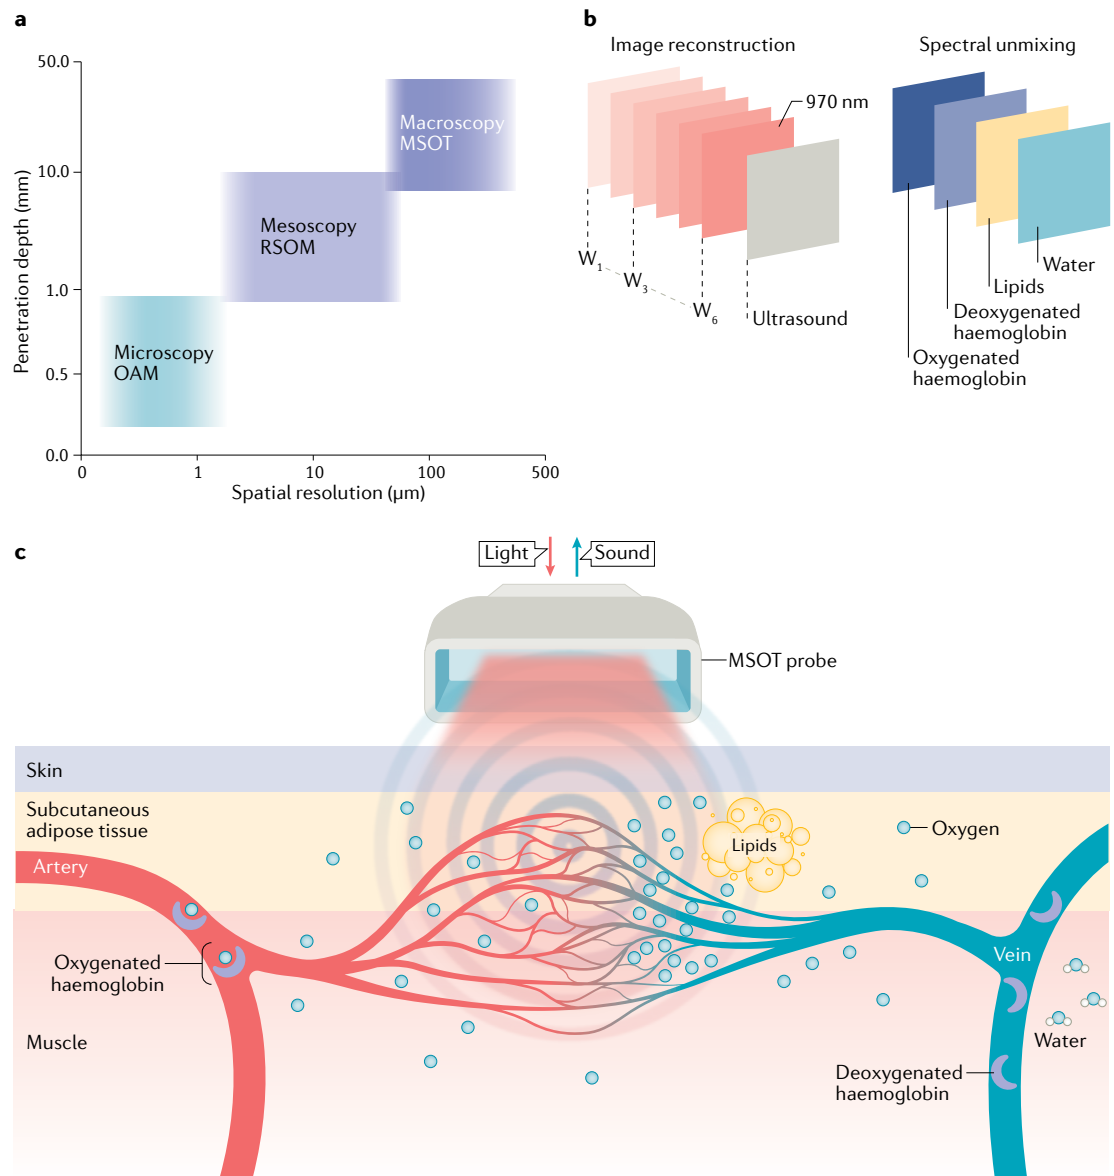 a
50.0
10.0
1.0
0.5
0.0
Penetration depth (mm)
Macroscopy
MSOT
Mesoscopy
RSOM
Microscopy
OAM
0
1
10
100
500
Spatial resolution (µm)
b
Image reconstruction
970 nm
W1
W3
W6
Ultrasound
Spectral unmixing
Water
Lipids
Deoxygenated
haemoglobin
Oxygenated
haemoglobin
c
Light
Sound
MSOT probe
Skin
Subcutaneous
adipose tissue
Lipids
Oxygen
Artery
Oxygenated
haemoglobin
Vein
Muscle
Water
Deoxygenated
haemoglobin